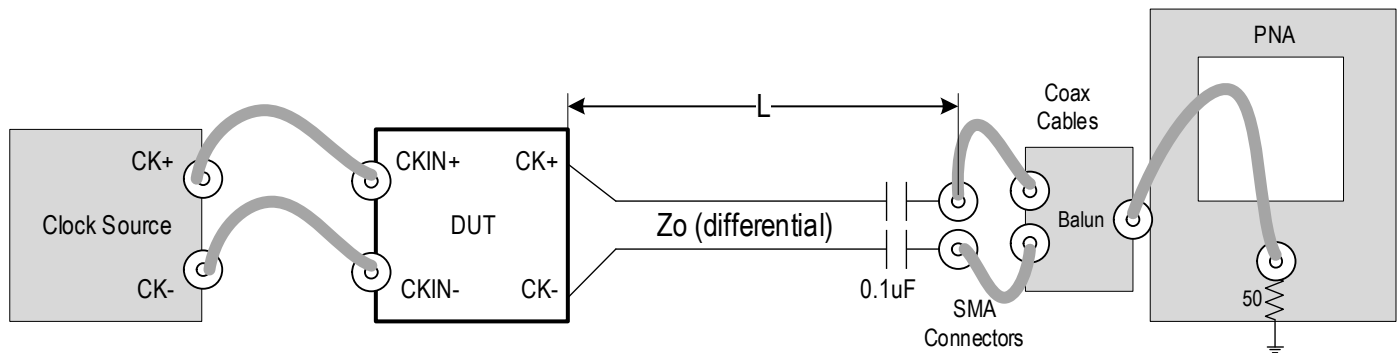 PNA
L
Coax
Cables
CK+
CKIN+
CK+
Clock Source
DUT
Zo (differential)
Balun
CK-
CKIN-
CK-
0.1uF
50
SMA
Connectors